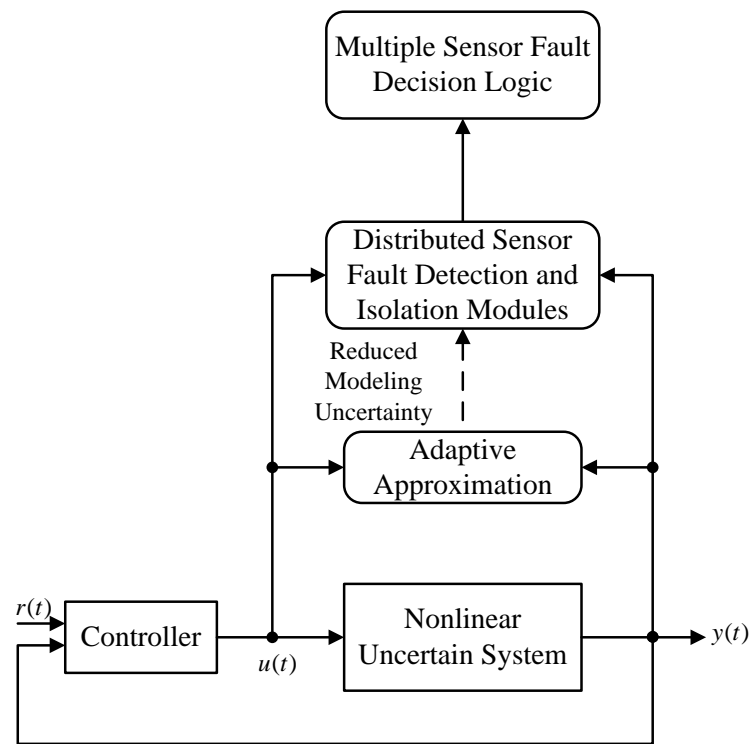 Multiple Sensor Fault
Decision Logic
Distributed Sensor
Fault Detection and
Isolation Modules
Reduced
Modeling
Uncertainty
Adaptive
Approximation
r(t)
Controller
u(t)
Nonlinear
Uncertain System
y(t)